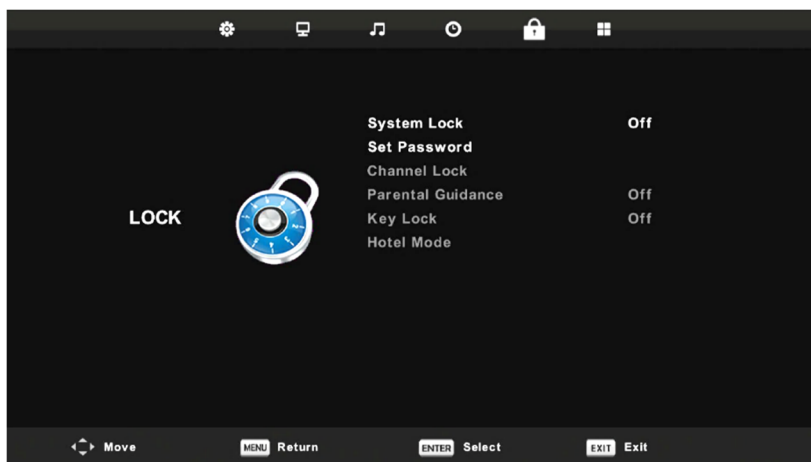 System Lock Off
Set Password
Channel Lock
Parental Guidance Off
LOCK
Key Lock Off
Hotel Mode
Move MENU Return ENTER Select EXIT Exit